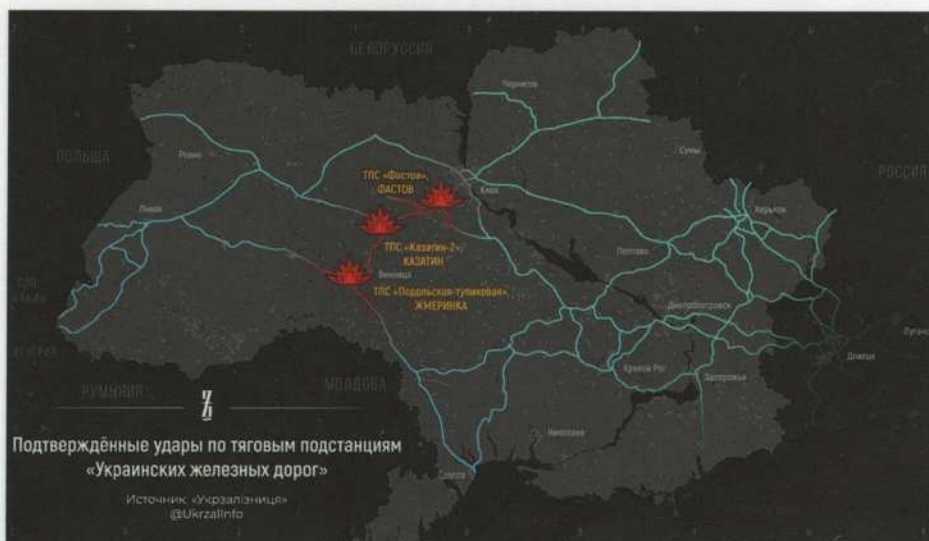 БЕЛОРУССИЯ
Чернигов
ПОЛЬША
Ровно
Сумы
РОССИЯ
ТПС «Фастов»,
ФАСТОВ
Киев
Львов
Харьков
ТПС «Казатин-2»,
КАЗАТИН
Полтава
Винница
ТПС «Подольская-тупиковая»,
ЖМЕРИНКА
Днепропетровск
Луганск
ВЕНГРИЯ
Донецк
Кривой Рог
Запорожье
РУМЫНИЯ
МОЛДОВА
Z
Николаев
Подтверждённые удары по тяговым подстанциям
«Украинских железных дорог»
Одесса
Источник: «Укрзалізниця»
@UkrzalInfo